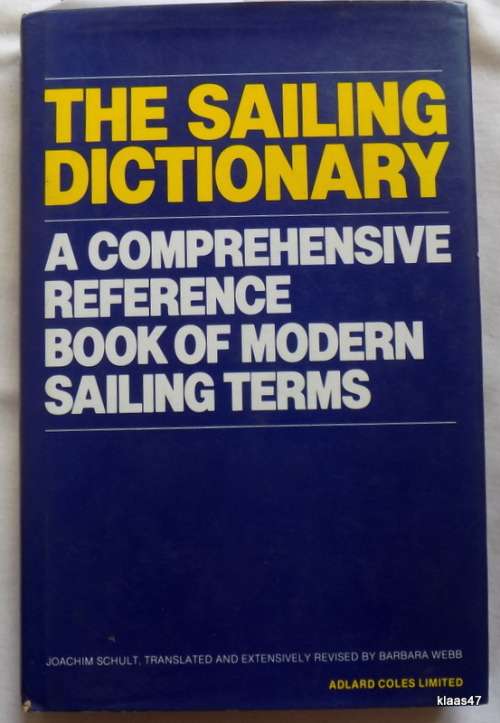 THE SAILING
DICTIONARY
A COMPREHENSIVE
REFERENCE
BOOK OF MODERN
SAILING TERMS
JOACHIM SCHULT, TRANSLATED AND EXTENSIVELY REVISED BY BARBARA WEBB
ADLARD COLES LIMITED
klaas47